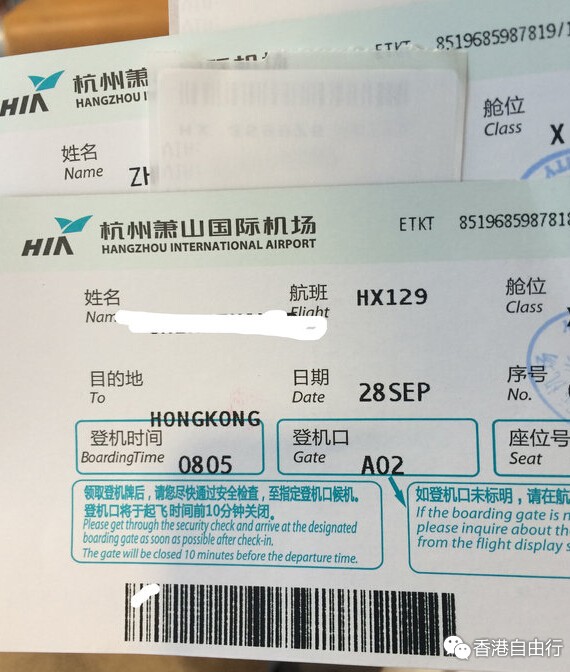 ETKT 8519685987819/1
HIA 杭州萧
HANGZHOU
舱位
Class X
姓名
Name ZH
HIA 杭州萧山国际机场
HANGZHOU INTERNATIONAL AIRPORT
ETKT 8519685987818
姓名
Name
航班
Flight HX129
舱位
Class
目的地
To
HONGKONG
日期
Date 28SEP
序号
No.
登机时间
BoardingTime 0805
登机口
Gate A02
座位号
Seat
领取登机牌后，请您尽快通过安全检查，至指定登机口候机。
登机口将于起飞时间前10分钟关闭。
Please get through the security check and arrive at the designated
boarding gate as soon as possible after check-in.
The gate will be closed 10 minutes before the departure time.
如登机口未标明，请在航
If the boarding gate is n
please inquire about the
from the flight display s
香港自由行